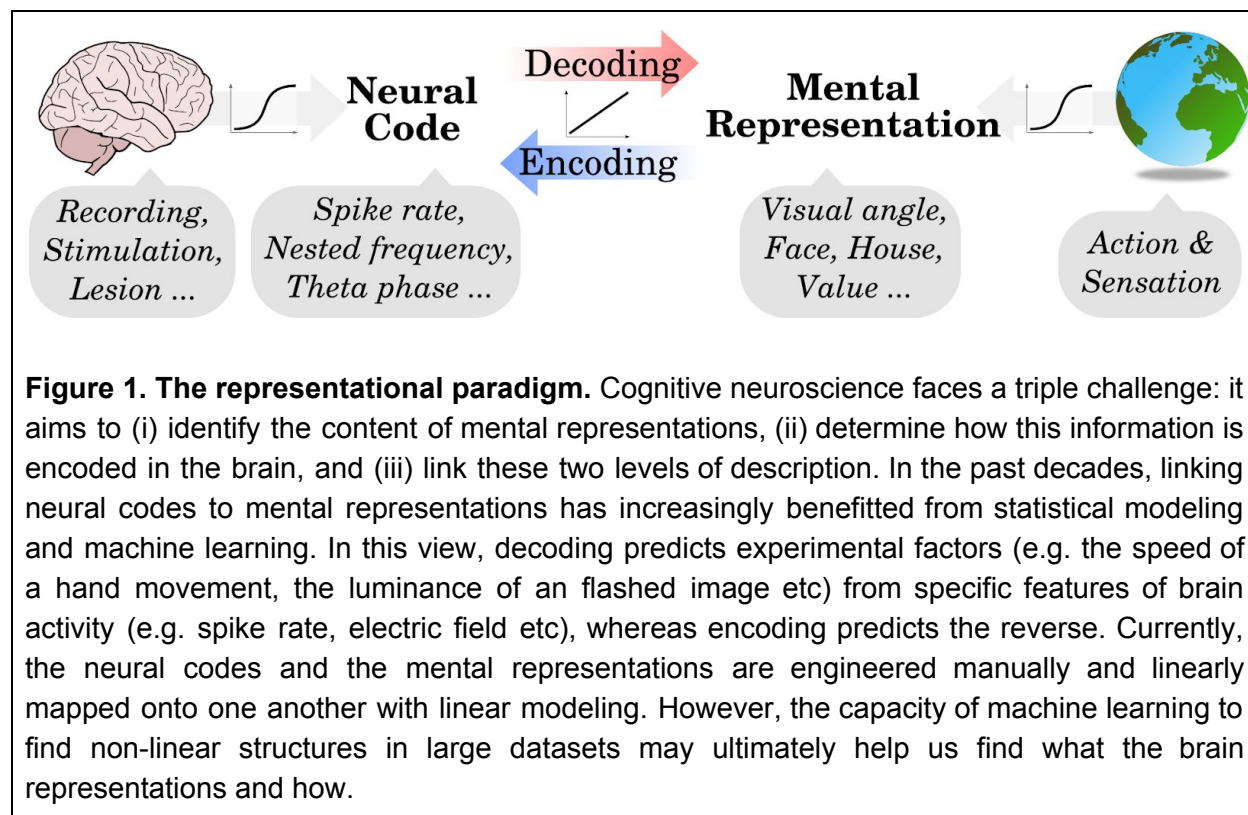 Decoding
Neural
Code
Mental
Representation
Encoding
Recording,
Stimulation,
Lesion ...
Spike rate,
Nested frequency,
Theta phase ...
Visual angle,
Face, House,
Value ...
Action &
Sensation
Figure 1. The representational paradigm. Cognitive neuroscience faces a triple challenge: it
aims to (i) identify the content of mental representations, (ii) determine how this information is
encoded in the brain, and (iii) link these two levels of description. In the past decades, linking
neural codes to mental representations has increasingly benefitted from statistical modeling
and machine learning. In this view, decoding predicts experimental factors (e.g. the speed of
a hand movement, the luminance of an flashed image etc) from specific features of brain
activity (e.g. spike rate, electric field etc), whereas encoding predicts the reverse. Currently,
the neural codes and the mental representations are engineered manually and linearly
mapped onto one another with linear modeling. However, the capacity of machine learning to
find non-linear structures in large datasets may ultimately help us find what the brain
representations and how.